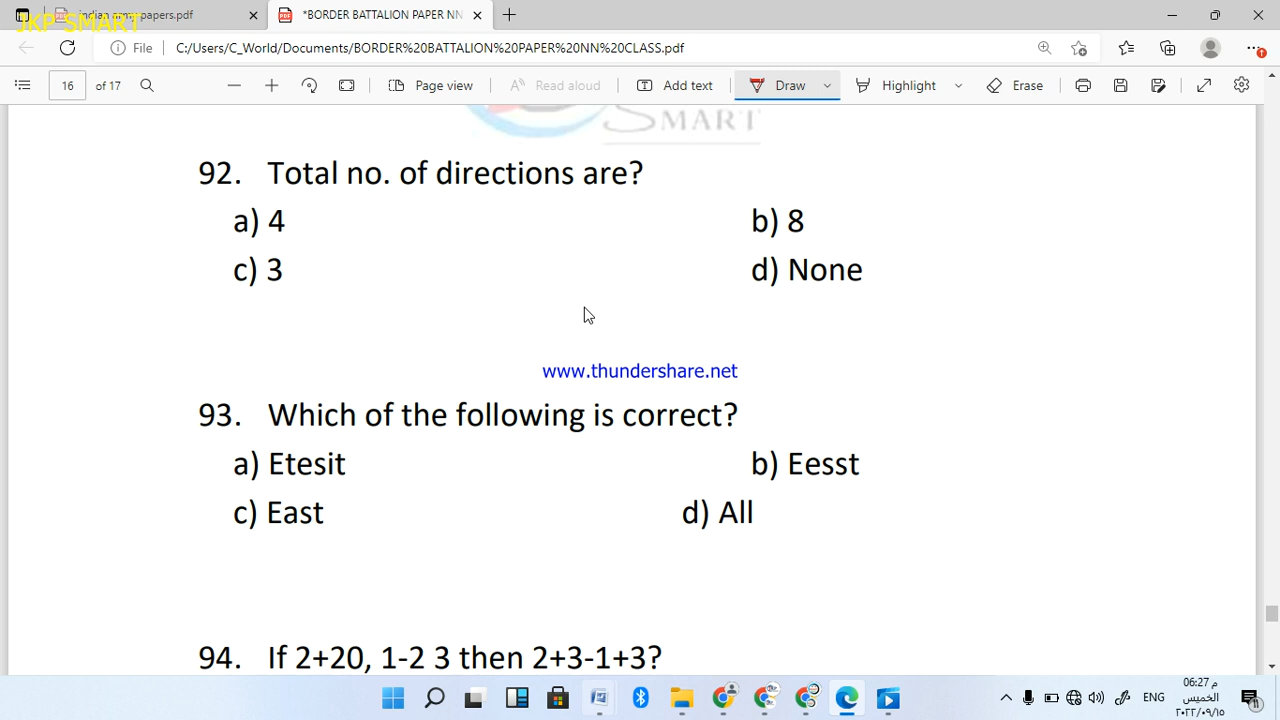 JKP SMART
indian army papers.pdf
*BORDER BATTALION PAPER NN
File
C:/Users/C_World/Documents/BORDER%20BATTALION%20PAPER%20NN%20CLASS.pdf
16 of 17
Page view
Read aloud
Add text
Draw
Highlight
Erase
SMART
92. Total no. of directions are?
a) 4 b) 8
c) 3 d) None
www.thundershare.net
93. Which of the following is correct?
a) Etesit b) Eesst
c) East d) All
94. If 2+20, 1-2 3 then 2+3-1+3?
ENG
06:27 م
الخميس
٢٠٢٢/٠٩/١٥